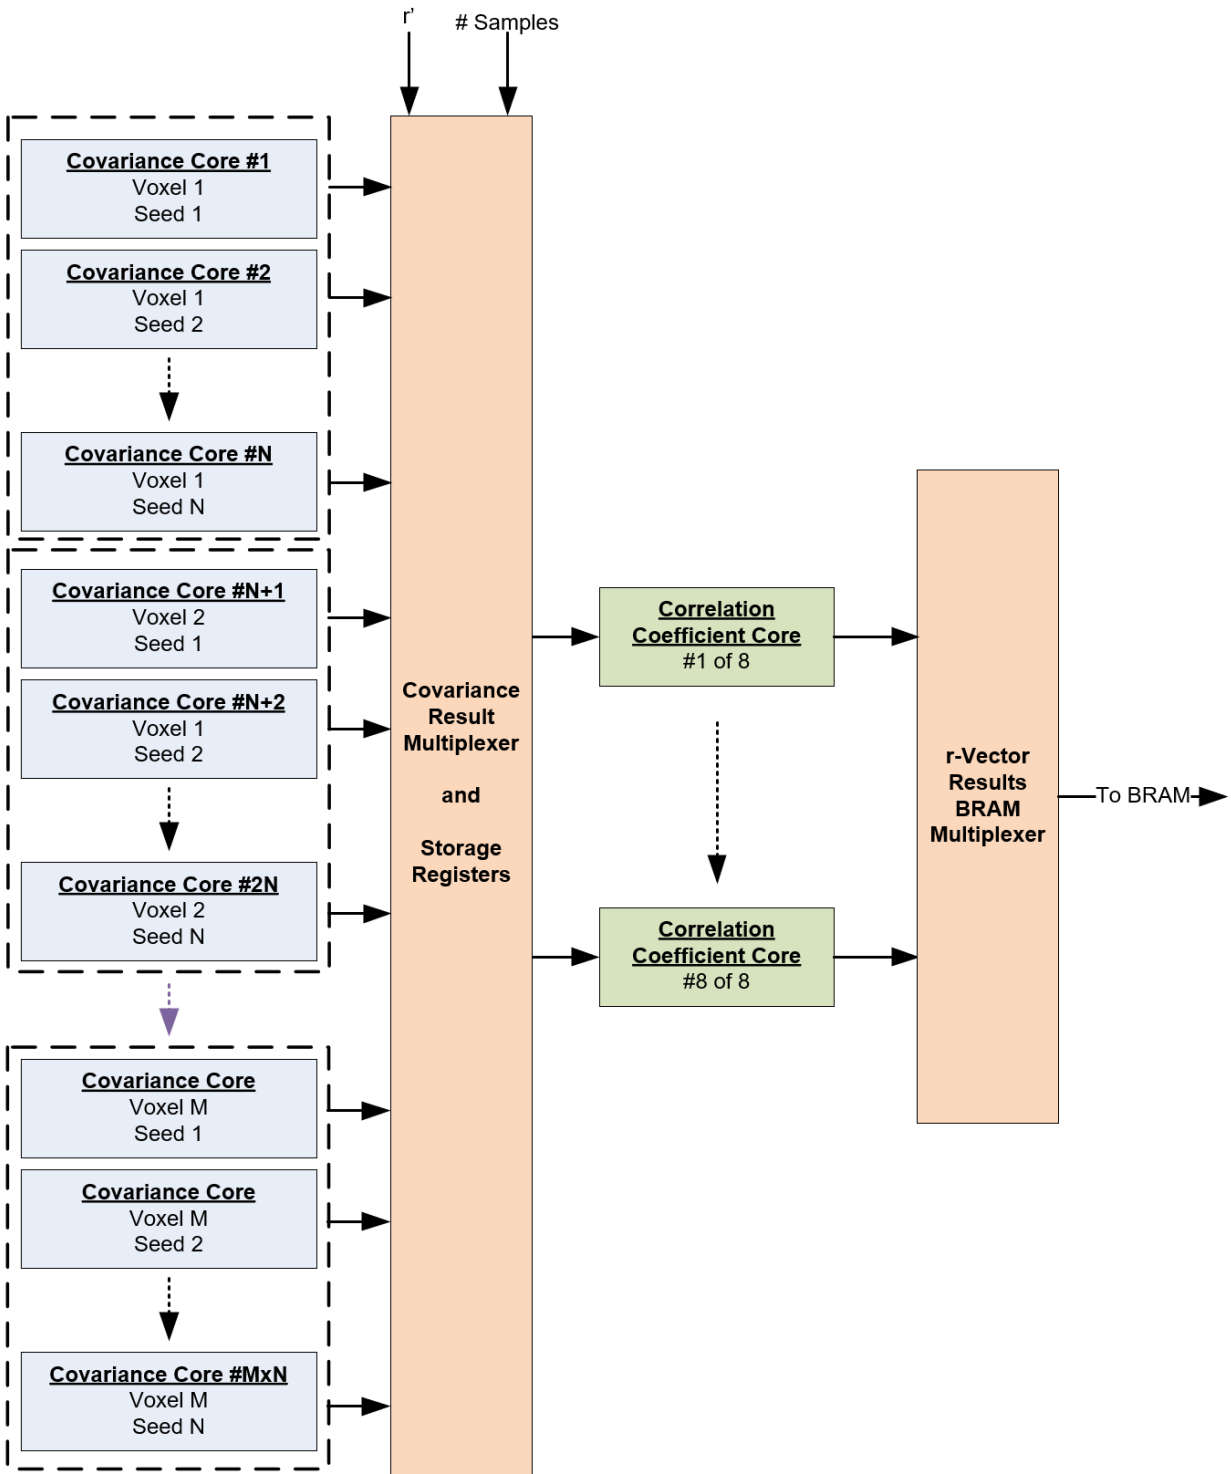 r’
# Samples
Covariance Core #1
Voxel 1
Seed 1
Covariance Core #2
Voxel 1
Seed 2
Covariance Core #N
Voxel 1
Seed N
Covariance Core #N+1
Voxel 2
Seed 1
Covariance Core #N+2
Voxel 1
Seed 2
Covariance Core #2N
Voxel 2
Seed N
Covariance Core
Voxel M
Seed 1
Covariance Core
Voxel M
Seed 2
Covariance Core #MxN
Voxel M
Seed N
Covariance
Result
Multiplexer
and
Storage
Registers
Correlation
Coefficient Core
#1 of 8
Correlation
Coefficient Core
#8 of 8
r-Vector
Results
BRAM
Multiplexer
To BRAM